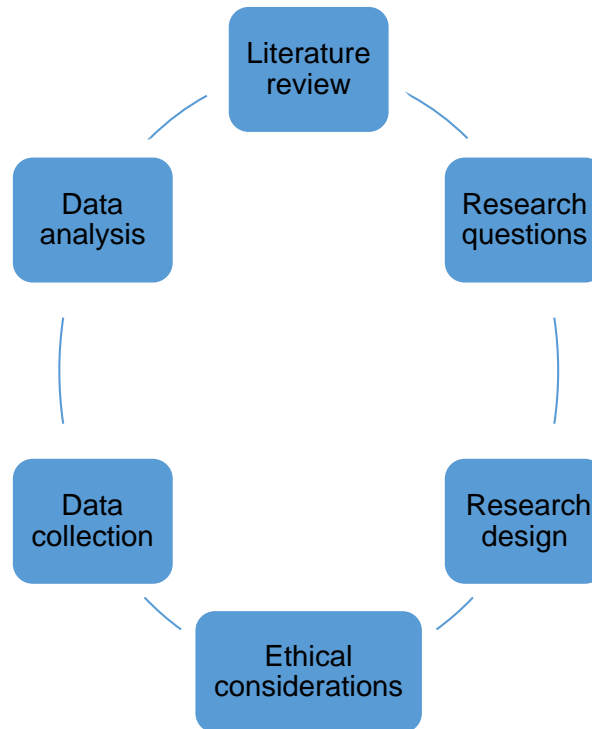 Literature
review
Research
questions
Research
design
Ethical
considerations
Data
collection
Data
analysis